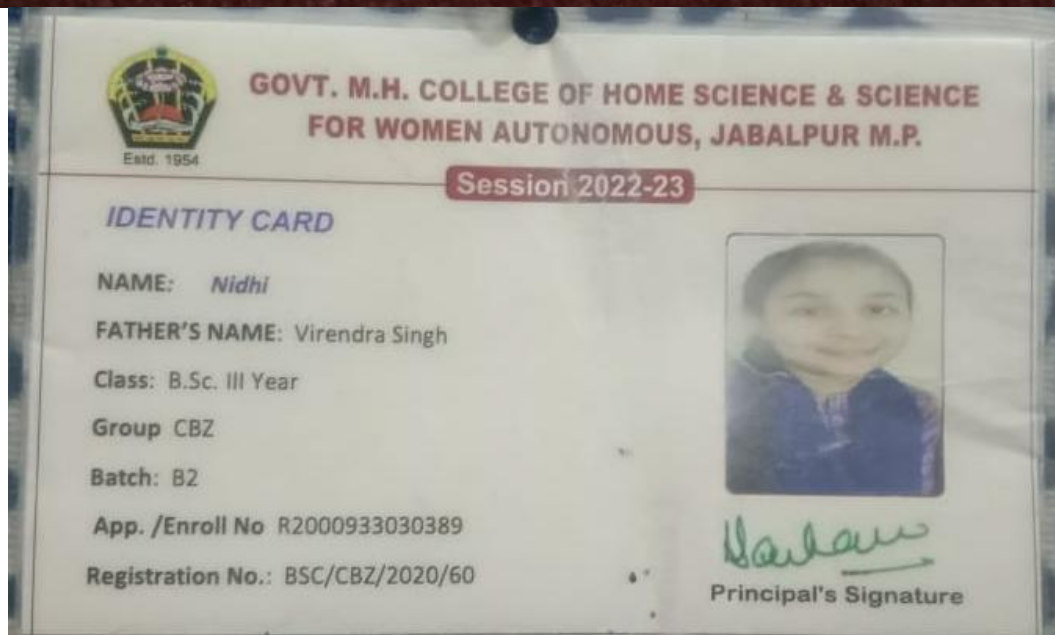 GOVT. M.H. COLLEGE OF HOME SCIENCE & SCIENCE
FOR WOMEN AUTONOMOUS, JABALPUR M.P.
Estd. 1954
Session 2022-23
IDENTITY CARD
NAME: Nidhi
FATHER'S NAME: Virendra Singh
Class: B.Sc. III Year
Group CBZ
Batch: B2
App. /Enroll No R2000933030389
Registration No.: BSC/CBZ/2020/60
Principal's Signature